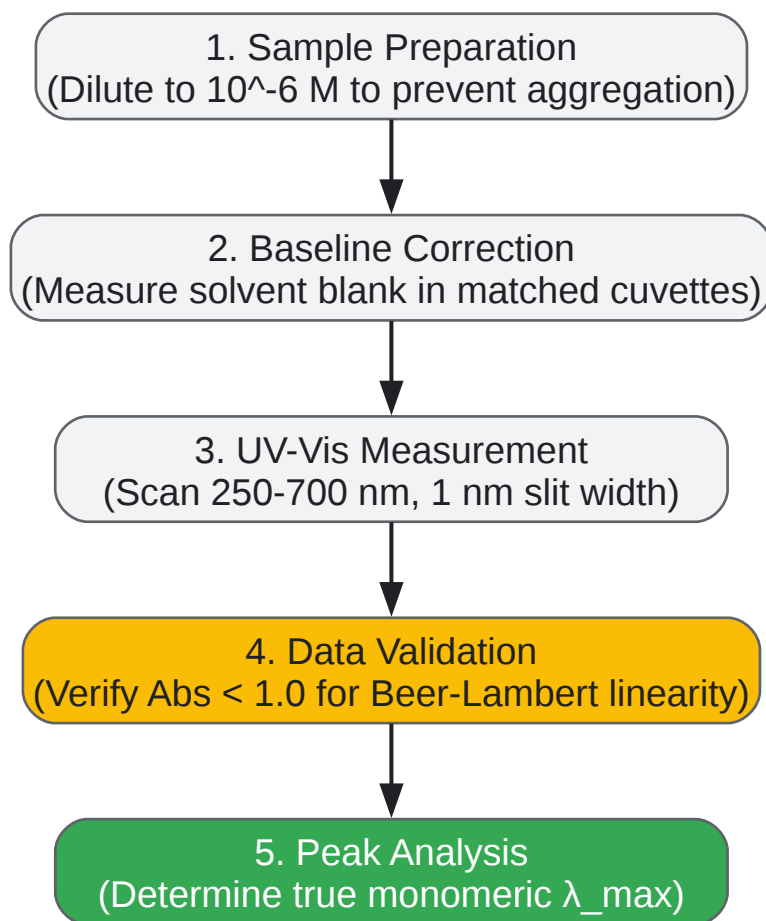 1. Sample Preparation
(Dilute to 10^-6 M to prevent aggregation)
2. Baseline Correction
(Measure solvent blank in matched cuvettes)
3. UV-Vis Measurement
(Scan 250-700 nm, 1 nm slit width)
4. Data Validation
(Verify Abs < 1.0 for Beer-Lambert linearity)
5. Peak Analysis
(Determine true monomeric λ_max)